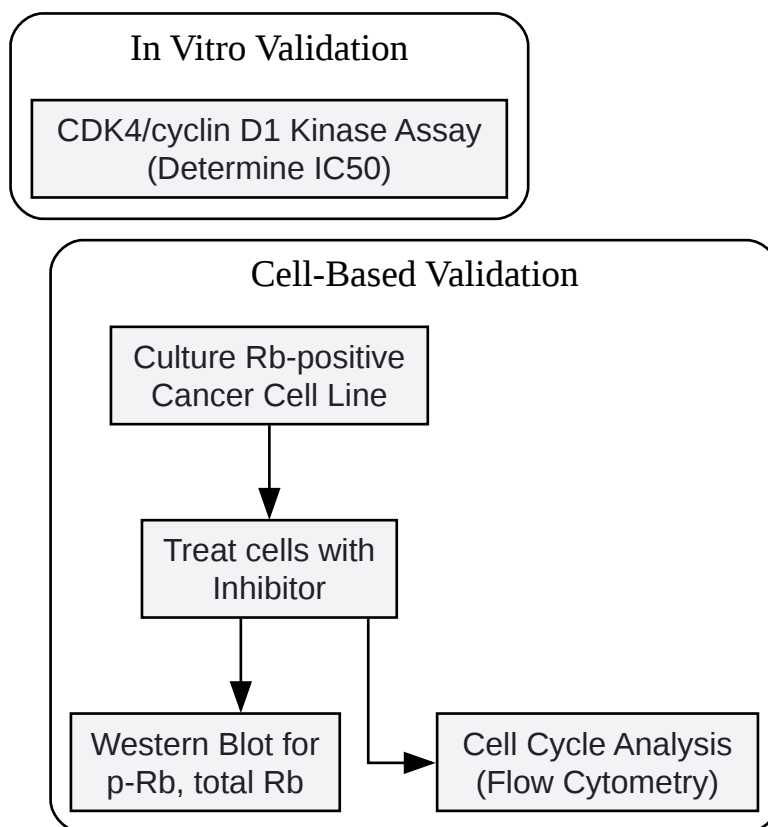 In Vitro Validation
CDK4/cyclin D1 Kinase Assay
(Determine IC50)
Cell-Based Validation
Culture Rb-positive
Cancer Cell Line
Treat cells with
Inhibitor
Western Blot for
p-Rb, total Rb
Cell Cycle Analysis
(Flow Cytometry)